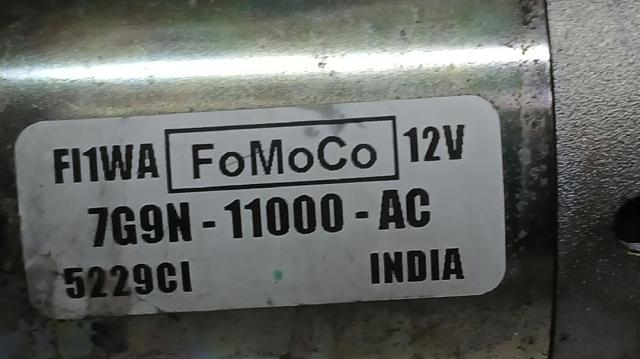 FI1WA FoMoCo 12V
7G9N - 11000 - AC
5229CI INDIA